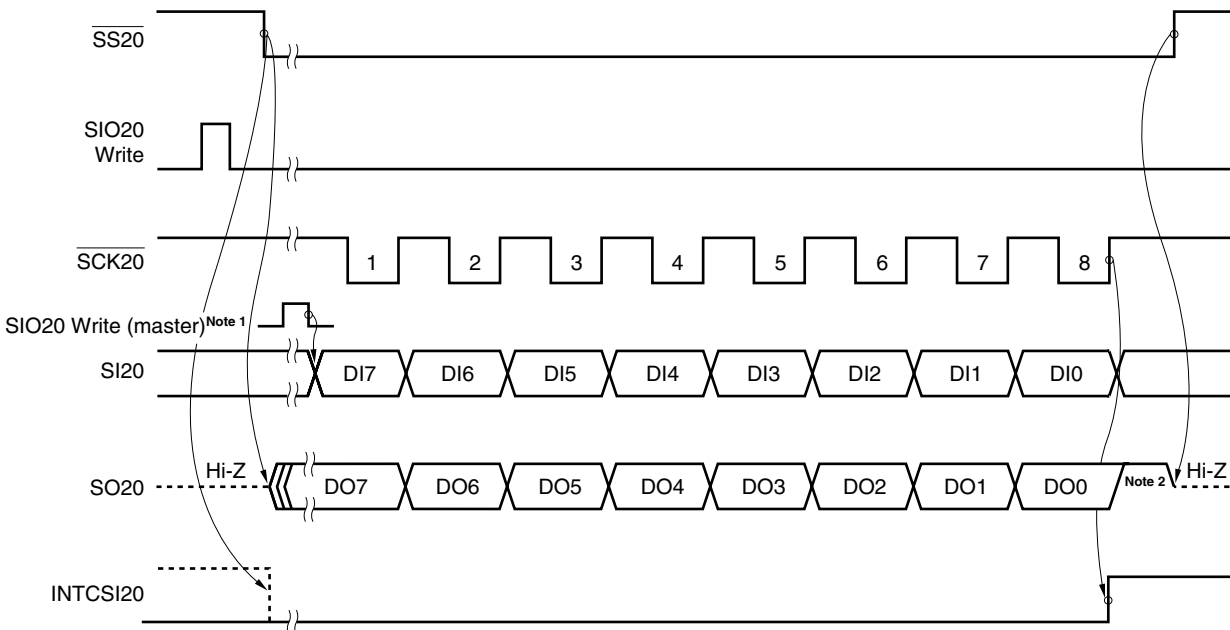 SS20
SIO20
Write
SCK20
1 2 3 4 5 6 7 8
SIO20 Write (master)Note 1
SI20
DI7 DI6 DI5 DI4 DI3 DI2 DI1 DI0
Hi-Z
SO20
DO7 DO6 DO5 DO4 DO3 DO2 DO1 DO0
Note 2
Hi-Z
INTCSI20